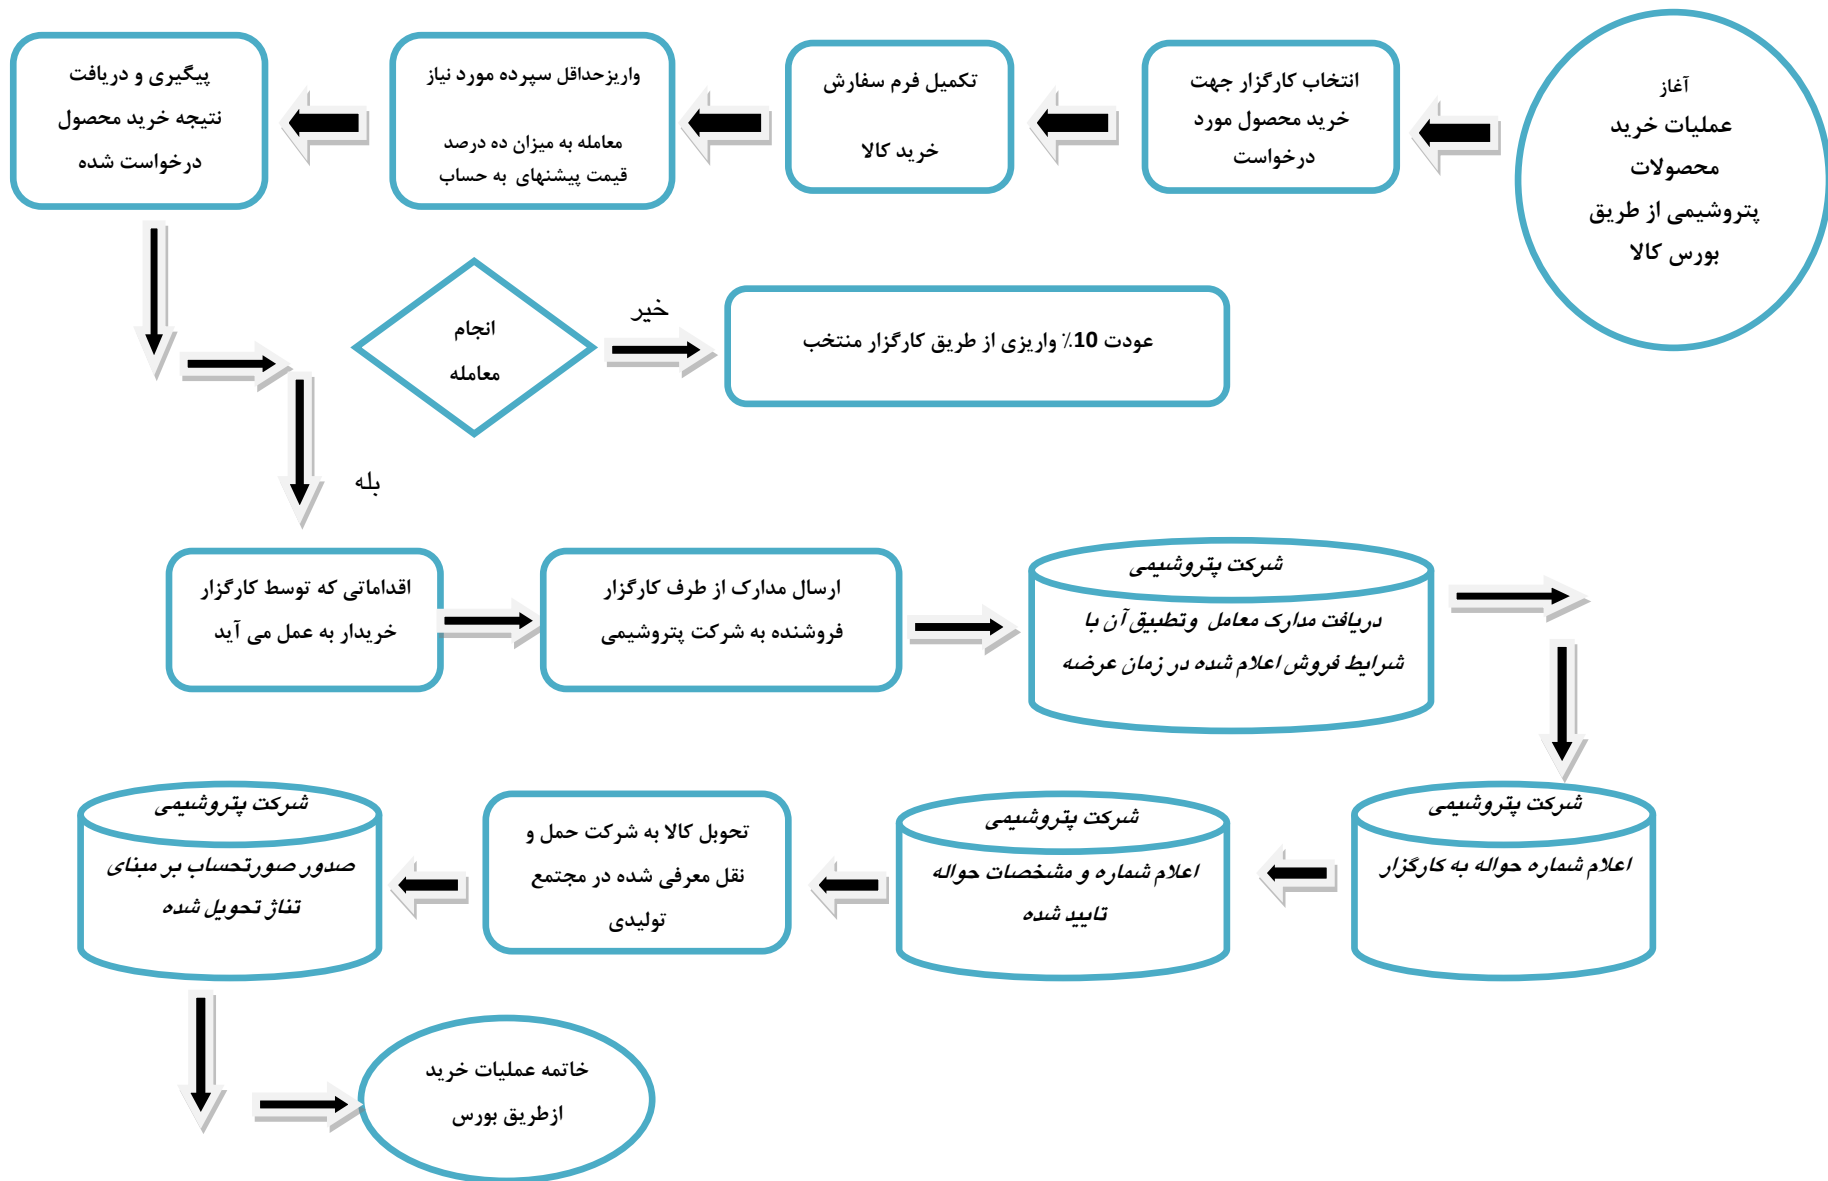 آغاز
عملیات خرید
محصولات
پتروشیمی از طریق
بورس کالا
انتخاب کارگزار جهت
خرید محصول مورد
درخواست
تکمیل فرم سفارش
خرید کالا
واریزحداقل سپرده مورد نیاز
معامله به میزان ده درصد
قیمت پیشنهای به حساب
پیگیری و دریافت
نتیجه خرید محصول
درخواست شده
انجام
معامله
خیر
عودت 10٪ واریزی از طریق کارگزار منتخب
بله
اقداماتی که توسط کارگزار
خریدار به عمل می آید
ارسال مدارک از طرف کارگزار
فروشنده به شرکت پتروشیمی
شرکت پتروشیمی
دریافت مدارک معامل وتطبیق آن با
شرایط فروش اعلام شده در زمان عرضه
شرکت پتروشیمی
اعلام شماره حواله به کارگزار
شرکت پتروشیمی
اعلام شماره و مشخصات حواله
تایید شده
تحوبل کالا به شرکت حمل و
نقل معرفی شده در مجتمع
تولیدی
شرکت پتروشیمی
صدور صورتحساب بر مبنای
تناژ تحویل شده
خاتمه عملیات خرید
ازطریق بورس